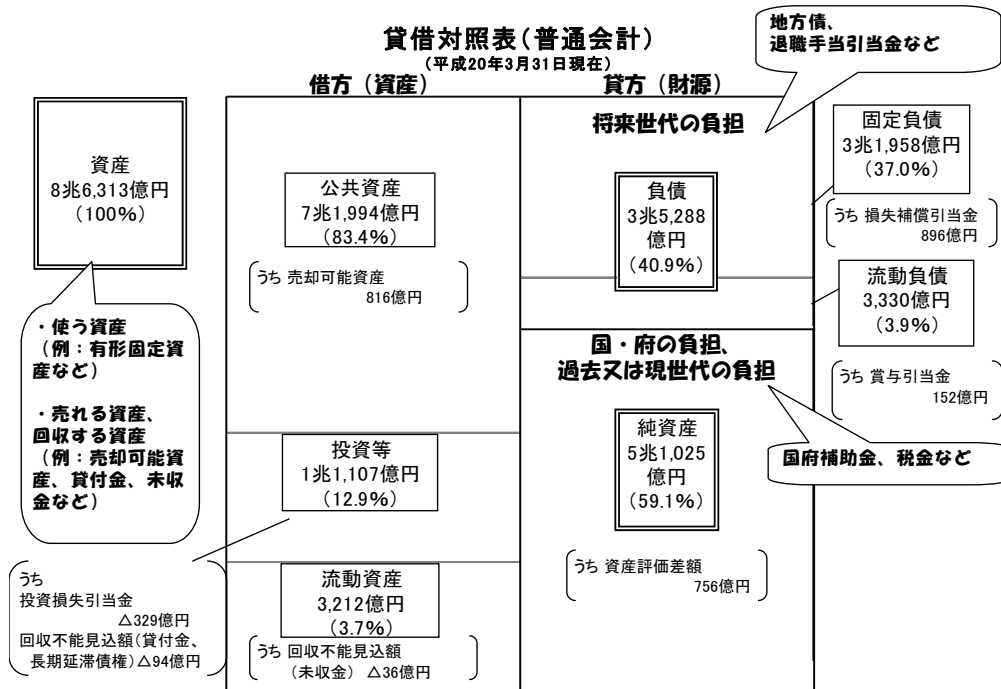 貸借対照表（普通会計）
（平成20年3月31日現在）
地方債、
退職手当引当金など
借方（資産）
貸方（財源）
資産
8兆6,313億円
（100%）
・使う資産
（例：有形固定資
産など）
・売れる資産、
回収する資産
（例：売却可能資
産、貸付金、未収
金など）
公共資産
7兆1,994億円
（83.4%）
うち 売却可能資産
816億円
投資等
1兆1,107億円
（12.9%）
うち
投資損失引当金
△329億円
回収不能見込額（貸付金、
長期延滞債権）△94億円
流動資産
3,212億円
（3.7%）
うち 回収不能見込額
（未収金） △36億円
将来世代の負担
負債
3兆5,288
億円
（40.9%）
固定負債
3兆1,958億円
（37.0%）
うち 損失補償引当金
896億円
流動負債
3,330億円
（3.9%）
うち 賞与引当金
152億円
国・府の負担、
過去又は現世代の負担
純資産
5兆1,025
億円
（59.1%）
国府補助金、税金など
うち 資産評価差額
756億円